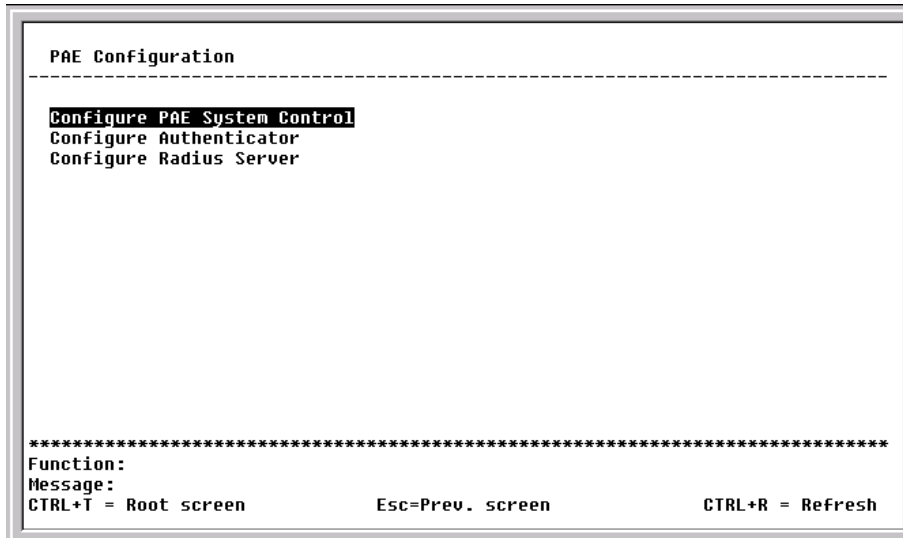 PAE Configuration
--------------------------------------------------------------------------------
Configure PAE System Control
Configure Authenticator
Configure Radius Server
********************************************************************************
Function:
Message:
CTRL+T = Root screen Esc=Prev. screen CTRL+R = Refresh